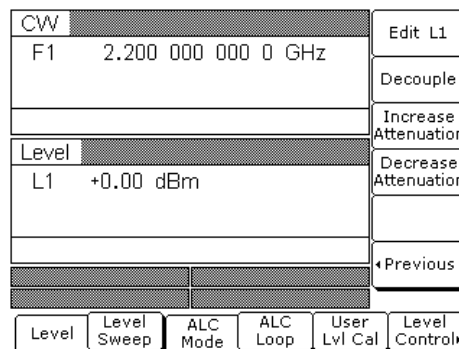 CW
F1 2.200 000 000 0 GHz
Level
L1 +0.00 dBm
Edit L1
Decouple
Increase
Attenuation
Decrease
Attenuation
Previous
Level
Level
Sweep
ALC
Mode
ALC
Loop
User
Lvl Cal
Level
Control